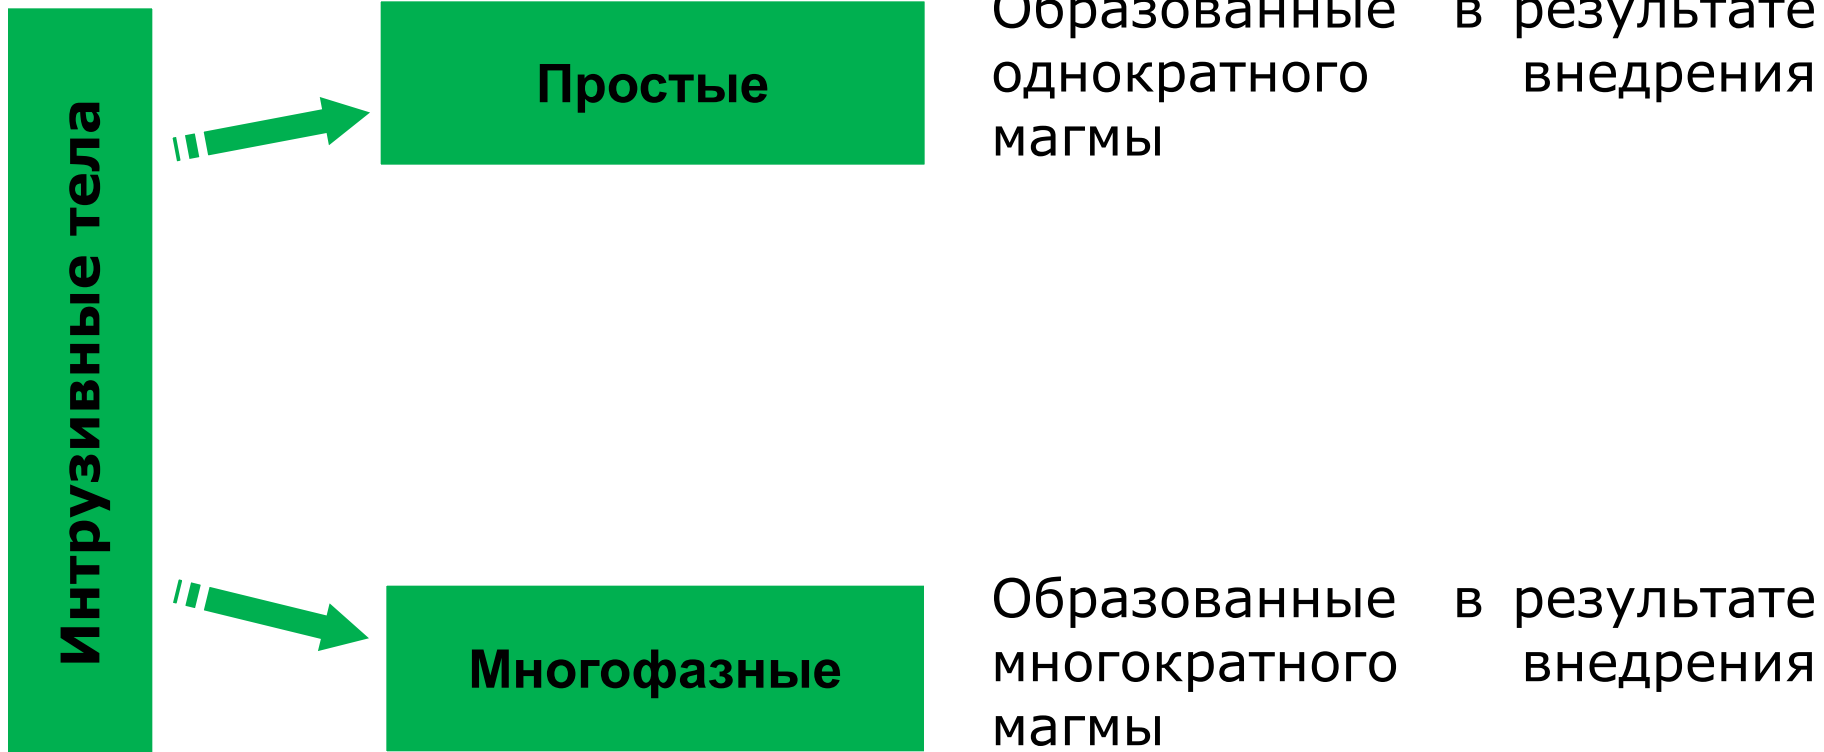 Интрузивные тела
Простые
Образованные в результате
однократного внедрения
магмы
Многофазные
Образованные в результате
многократного внедрения
магмы